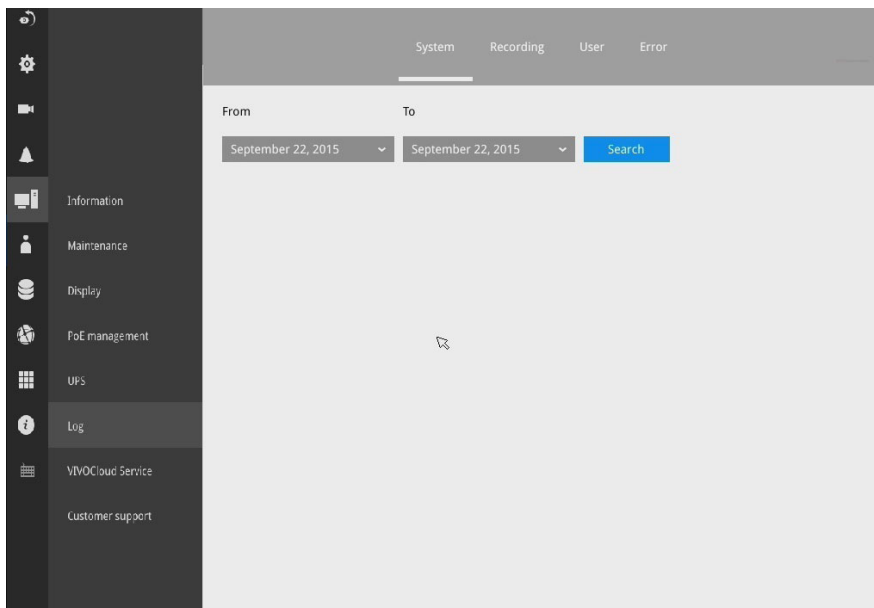 System Recording User Error
From To
September 22, 2015 September 22, 2015 Search
Information
Maintenance
Display
PoE management
UPS
Log
VIVOCloud Service
Customer support